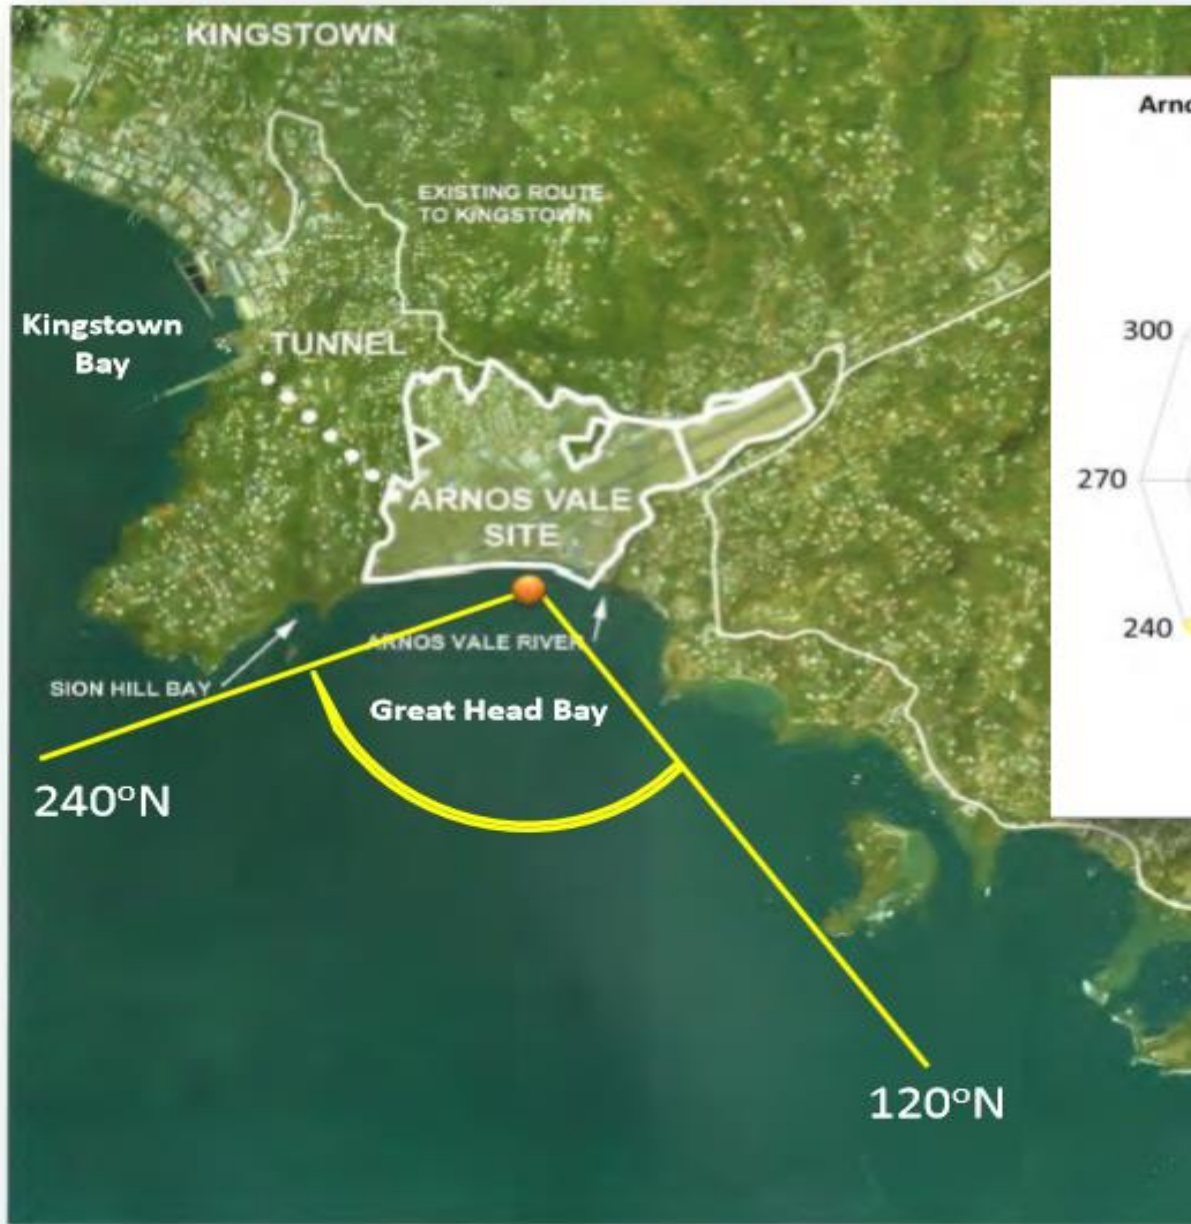 KINGSTOWN
Arno
EXISTING ROUTE
TO KINGSTOWN
Kingstown
Bay
TUNNEL
300
270
ARNOS VALE
SITE
240
ARNOS VALE RIVER
SION HILL BAY
Great Head Bay
240°N
120°N